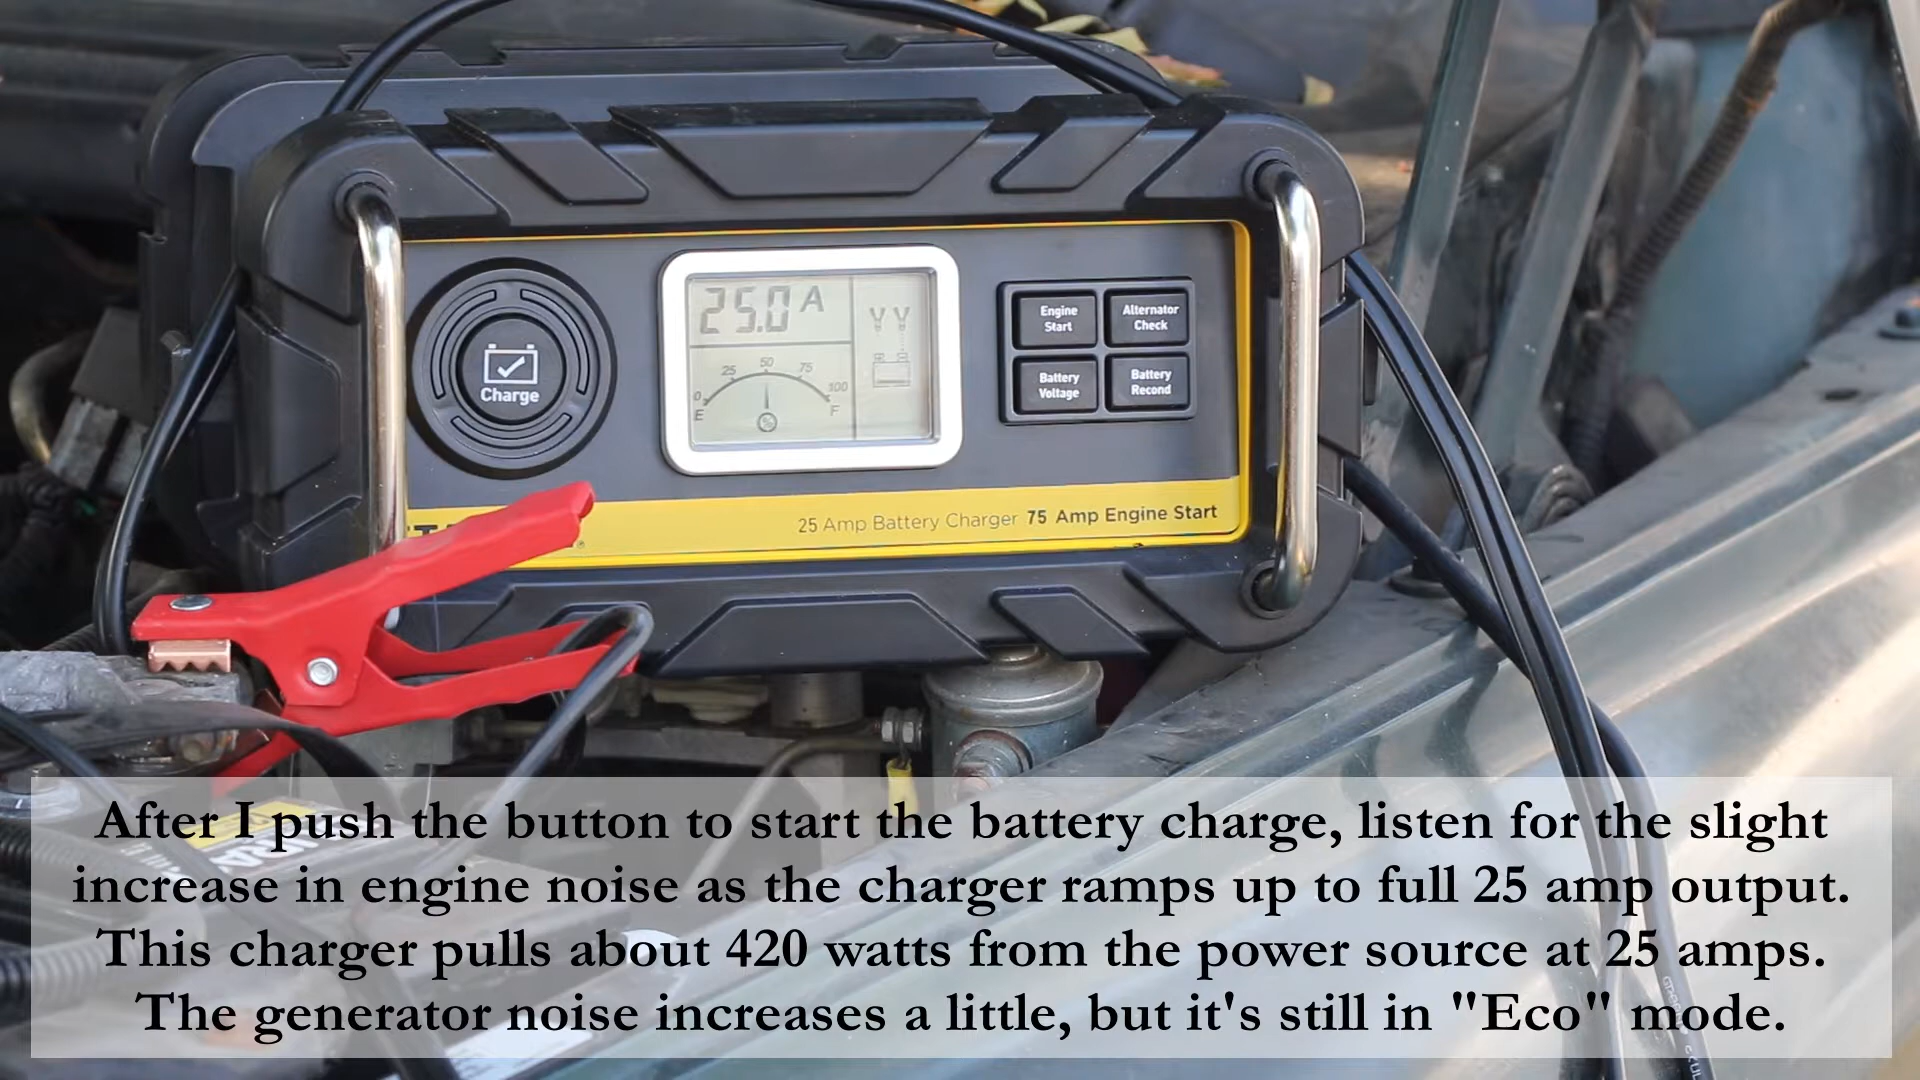 25.0 A
0 25 50 75 100
E F
%
Charge
Engine
Start
Alternator
Check
Battery
Voltage
Battery
Recond
25 Amp Battery Charger 75 Amp Engine Start
After I push the button to start the battery charge, listen for the slight
increase in engine noise as the charger ramps up to full 25 amp output.
This charger pulls about 420 watts from the power source at 25 amps.
The generator noise increases a little, but it's still in "Eco" mode.